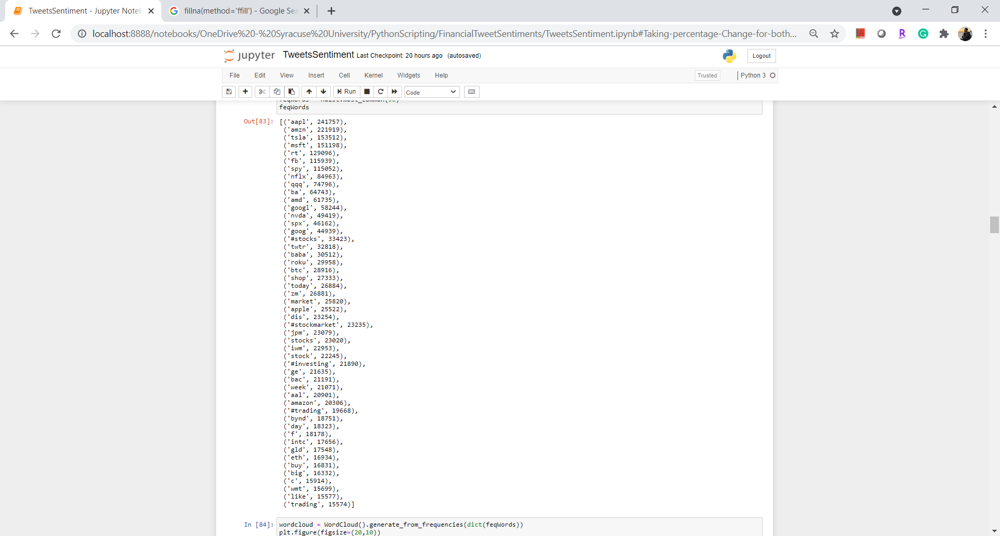 TweetsSentiment - Jupyter Noteb
fillna(method='ffill') - Google Sea
localhost:8888/notebooks/OneDrive%20-%20Syracuse%20University/PythonScripting/FinancialTweetSentiments/TweetsSentiment.ipynb#Taking-percentage-Change-for-both...
jupyter TweetsSentiment Last Checkpoint: 20 hours ago (autosaved)
Logout
File Edit View Insert Cell Kernel Widgets Help
Trusted Python 3
Run Code
feqWords
Out[83]: [('aapl', 241757),
('amzn', 221919),
('tsla', 153512),
('msft', 151198),
('rt', 129096),
('fb', 115939),
('spy', 115052),
('nflx', 84963),
('qqq', 74796),
('ba', 64743),
('amd', 61735),
('googl', 58244),
('nvda', 49419),
('spx', 46162),
('goog', 44939),
('#stocks', 33423),
('twtr', 32818),
('baba', 30512),
('roku', 29958),
('btc', 28916),
('shop', 27333),
('today', 26884),
('zm', 26881),
('market', 25820),
('apple', 25522),
('dis', 23254),
('#stockmarket', 23235),
('jpm', 23079),
('stocks', 23020),
('iwm', 22953),
('stock', 22245),
('#investing', 21890),
('ge', 21635),
('bac', 21191),
('week', 21071),
('aal', 20901),
('amazon', 20306),
('#trading', 19668),
('bynd', 18751),
('day', 18323),
('f', 18178),
('intc', 17656),
('gld', 17548),
('eth', 16934),
('buy', 16831),
('big', 16332),
('c', 15914),
('wmt', 15699),
('like', 15577),
('trading', 15574)]
In [84]: wordcloud = WordCloud().generate_from_frequencies(dict(feqWords))
plt.figure(figsize=(20,10))